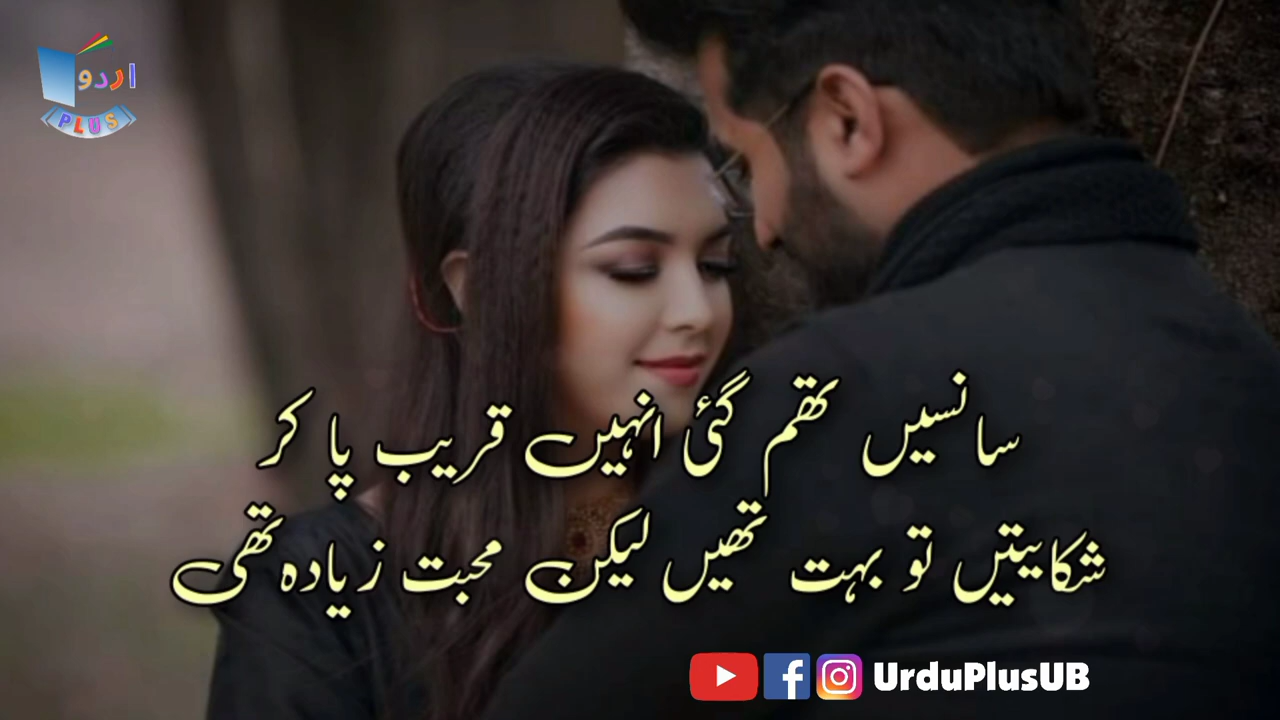 اردو
PLUS
سانسیں تھم گئی انہیں قریب پا کر
شکایتیں تو بہت تھیں لیکن محبت زیادہ تھی
UrduPlusUB